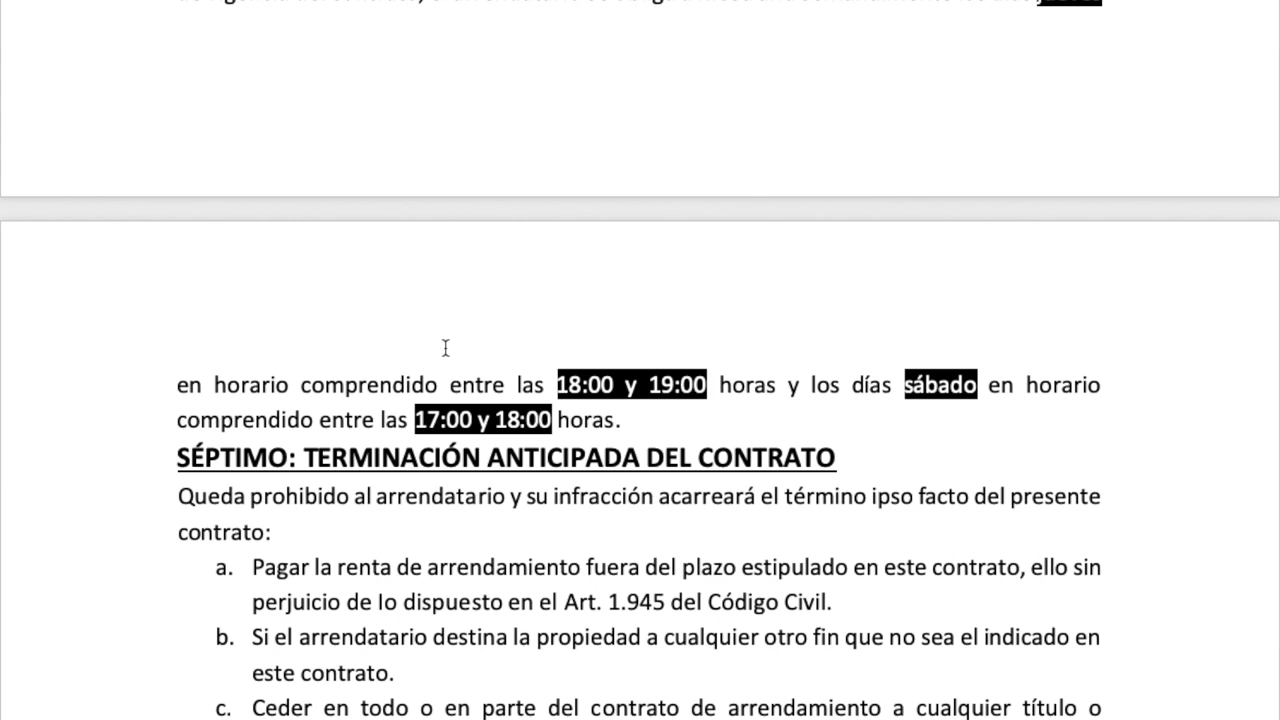 en horario comprendido entre las 18:00 y 19:00 horas y los días sábado en horario
comprendido entre las 17:00 y 18:00 horas.
SÉPTIMO: TERMINACIÓN ANTICIPADA DEL CONTRATO
Queda prohibido al arrendatario y su infracción acarreará el término ipso facto del presente
contrato:
a. Pagar la renta de arrendamiento fuera del plazo estipulado en este contrato, ello sin
perjuicio de Io dispuesto en el Art. 1.945 del Código Civil.
b. Si el arrendatario destina la propiedad a cualquier otro fin que no sea el indicado en
este contrato.
c. Ceder en todo o en parte del contrato de arrendamiento a cualquier título o